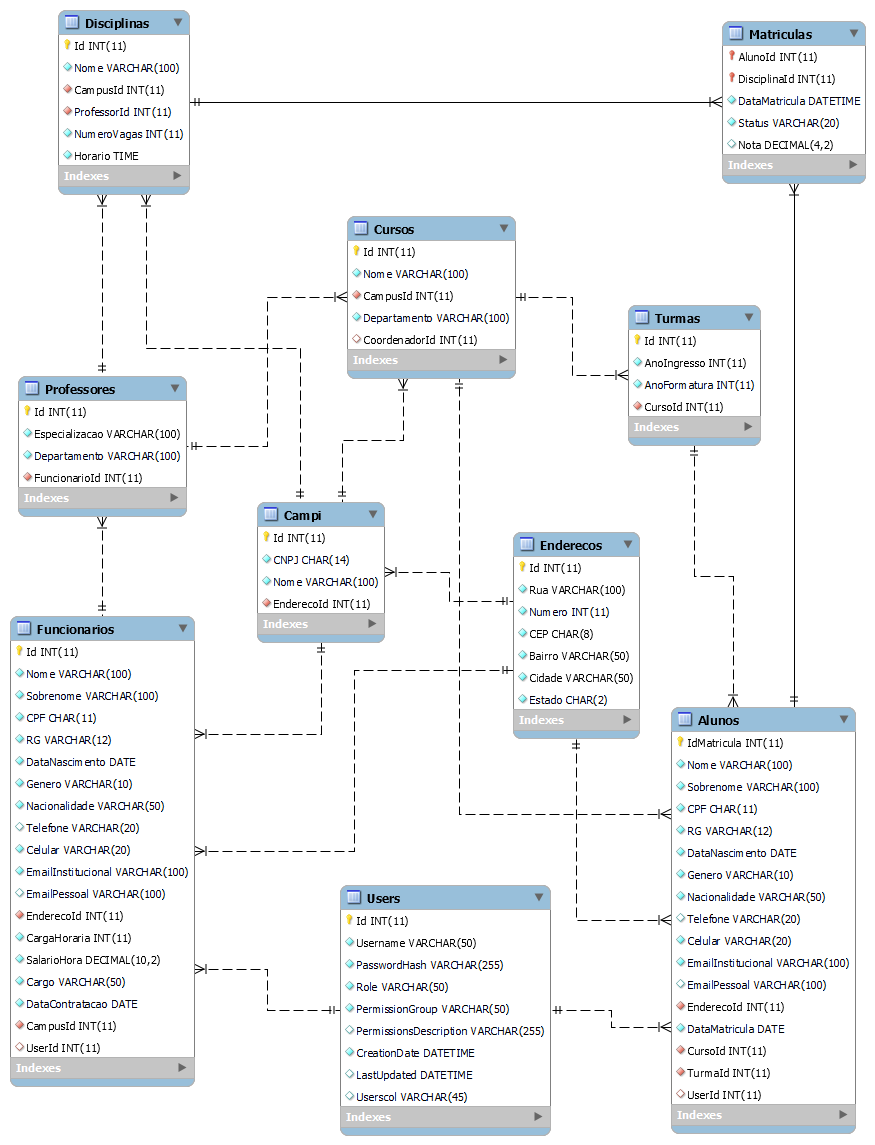 Disciplinas
Id INT(11)
Nome VARCHAR(100)
CampusId INT(11)
ProfessorId INT(11)
NumeroVagas INT(11)
Horario TIME
Indexes
Matriculas
AlunoId INT(11)
DisciplinaId INT(11)
DataMatricula DATETIME
Status VARCHAR(20)
Nota DECIMAL(4,2)
Indexes
Cursos
Id INT(11)
Nome VARCHAR(100)
CampusId INT(11)
Departamento VARCHAR(100)
CoordenadorId INT(11)
Indexes
Turmas
Id INT(11)
AnoIngresso INT(11)
AnoFormatura INT(11)
CursoId INT(11)
Indexes
Professores
Id INT(11)
Especializacao VARCHAR(100)
Departamento VARCHAR(100)
FuncionarioId INT(11)
Indexes
Campi
Id INT(11)
CNPJ CHAR(14)
Nome VARCHAR(100)
EnderecoId INT(11)
Indexes
Enderecos
Id INT(11)
Rua VARCHAR(100)
Numero INT(11)
CEP CHAR(8)
Bairro VARCHAR(50)
Cidade VARCHAR(50)
Estado CHAR(2)
Indexes
Funcionarios
Id INT(11)
Nome VARCHAR(100)
Sobrenome VARCHAR(100)
CPF CHAR(11)
RG VARCHAR(12)
DataNascimento DATE
Genero VARCHAR(10)
Nacionalidade VARCHAR(50)
Telefone VARCHAR(20)
Celular VARCHAR(20)
EmailInstitucional VARCHAR(100)
EmailPessoal VARCHAR(100)
EnderecoId INT(11)
CargaHoraria INT(11)
SalarioHora DECIMAL(10,2)
Cargo VARCHAR(50)
DataContratacao DATE
CampusId INT(11)
UserId INT(11)
Indexes
Users
Id INT(11)
Username VARCHAR(50)
PasswordHash VARCHAR(255)
Role VARCHAR(50)
PermissionGroup VARCHAR(50)
PermissionsDescription VARCHAR(255)
CreationDate DATETIME
LastUpdated DATETIME
Userscol VARCHAR(45)
Indexes
Alunos
IdMatricula INT(11)
Nome VARCHAR(100)
Sobrenome VARCHAR(100)
CPF CHAR(11)
RG VARCHAR(12)
DataNascimento DATE
Genero VARCHAR(10)
Nacionalidade VARCHAR(50)
Telefone VARCHAR(20)
Celular VARCHAR(20)
EmailInstitucional VARCHAR(100)
EmailPessoal VARCHAR(100)
EnderecoId INT(11)
DataMatricula DATE
CursoId INT(11)
TurmaId INT(11)
UserId INT(11)
Indexes